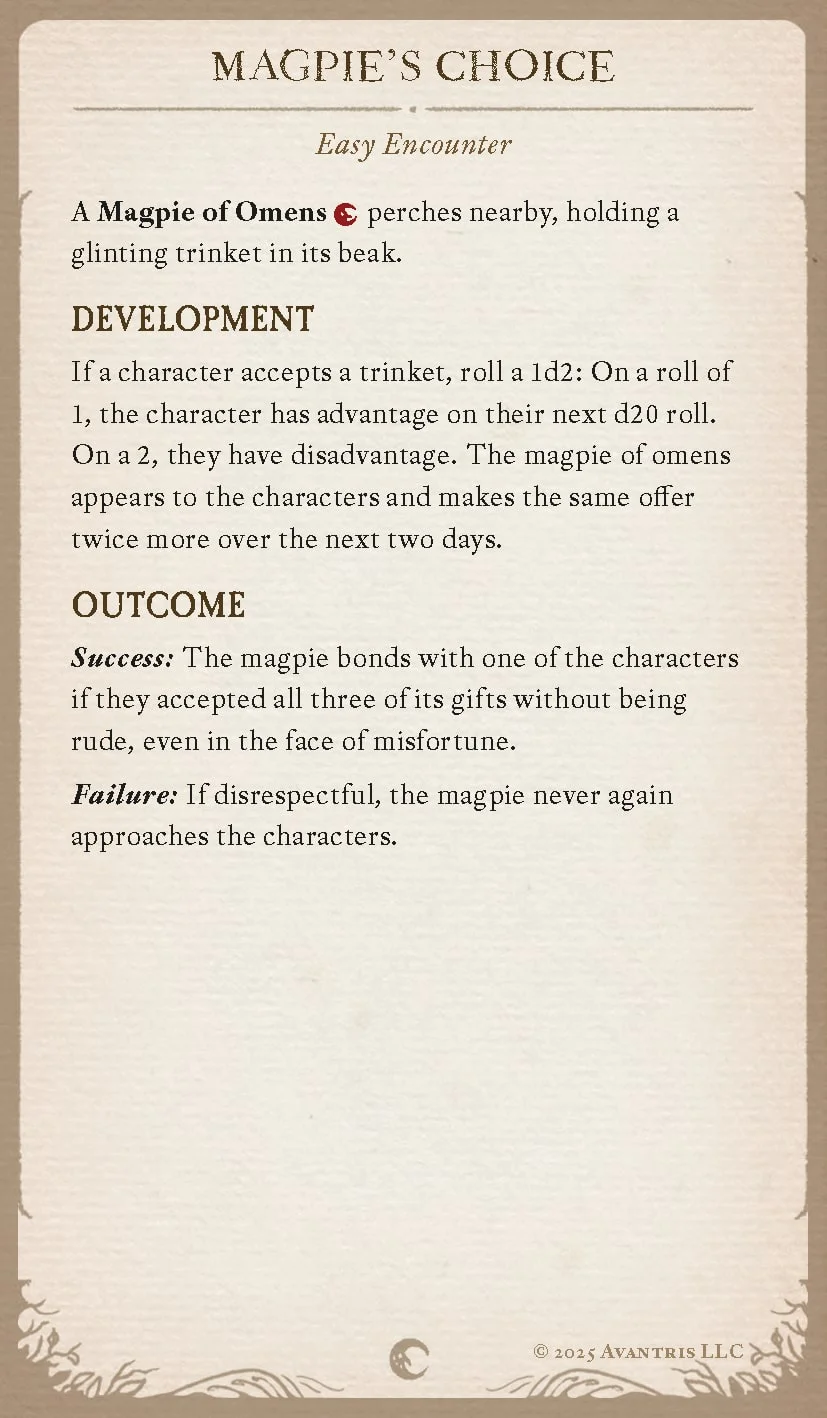 MAGPIE'S CHOICE
Easy Encounter
A Magpie of Omens perches nearby, holding a
glinting trinket in its beak.
DEVELOPMENT
If a character accepts a trinket, roll a 1d2: On a roll of
1, the character has advantage on their next d20 roll.
On a 2, they have disadvantage. The magpie of omens
appears to the characters and makes the same offer
twice more over the next two days.
OUTCOME
Success: The magpie bonds with one of the characters
if they accepted all three of its gifts without being
rude, even in the face of misfortune.
Failure: If disrespectful, the magpie never again
approaches the characters.
© 2025 AVANTRIS LLC